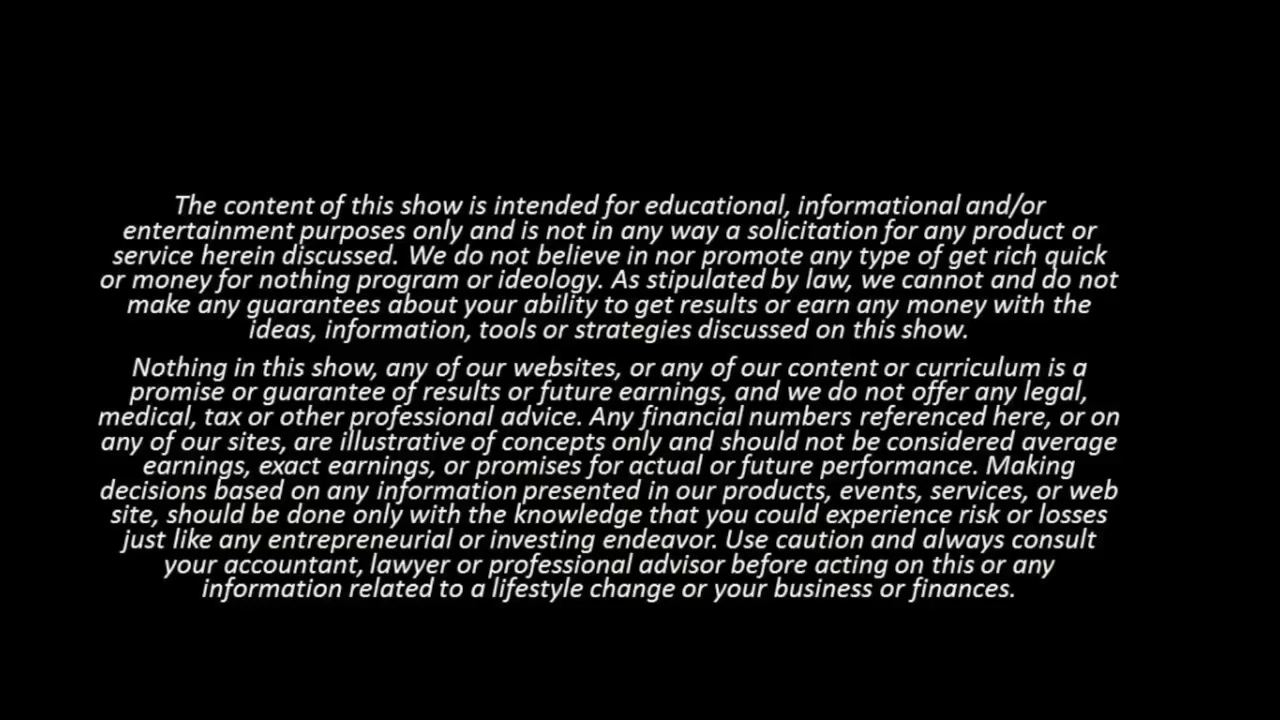 The content of this show is intended for educational, informational and/or
entertainment purposes only and is not in any way a solicitation for any product or
service herein discussed. We do not believe in nor promote any type of get rich quick
or money for nothing program or ideology. As stipulated by law, we cannot and do not
make any guarantees about your ability to get results or earn any money with the
ideas, information, tools or strategies discussed on this show.
Nothing in this show, any of our websites, or any of our content or curriculum is a
promise or guarantee of results or future earnings, and we do not offer any legal,
medical, tax or other professional advice. Any financial numbers referenced here, or on
any of our sites, are illustrative of concepts only and should not be considered average
earnings, exact earnings, or promises for actual or future performance. Making
decisions based on any information presented in our products, events, services, or web
site, should be done only with the knowledge that you could experience risk or losses
just like any entrepreneurial or investing endeavor. Use caution and always consult
your accountant, lawyer or professional advisor before acting on this or any
information related to a lifestyle change or your business or finances.